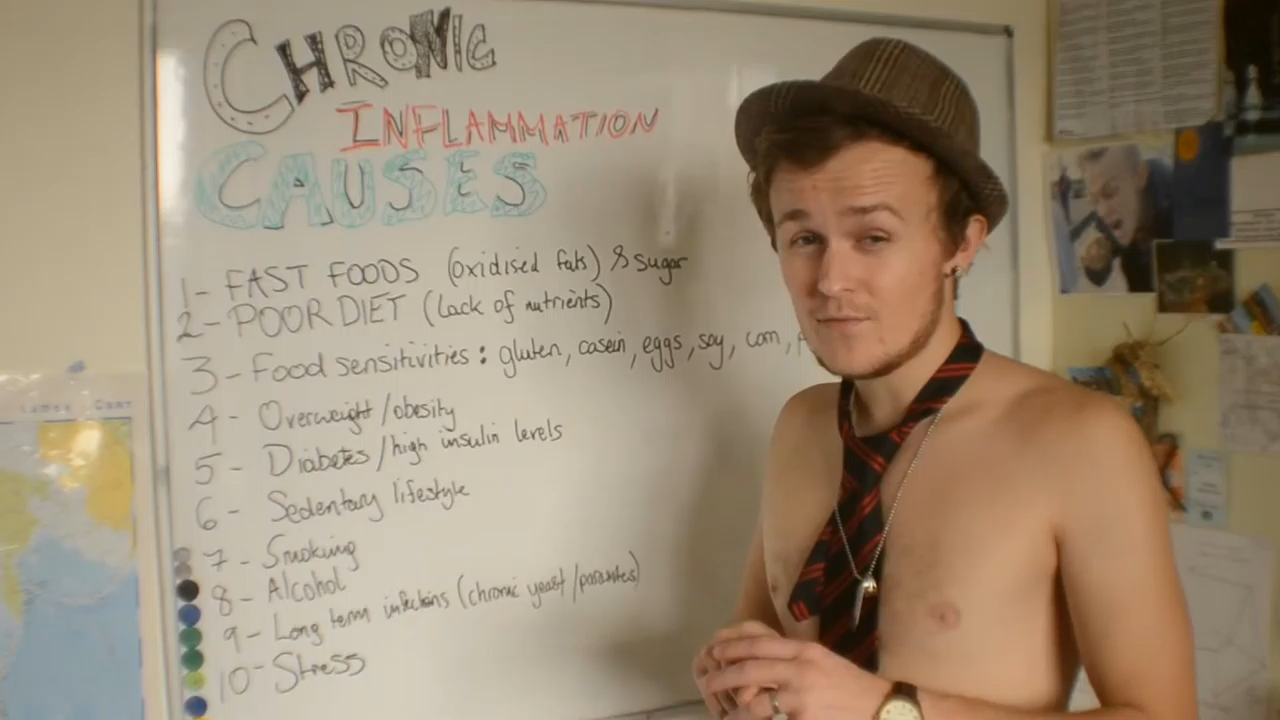 CHRONIC
INFLAMMATION
CAUSES
1- FAST FOODS (oxidised fats) & sugar
2- POOR DIET (lack of nutrients)
3- Food sensitivities: gluten, casein, eggs, soy, corn,
4- Overweight/obesity
5- Diabetes/high insulin levels
6- Sedentary lifestyle
7- Smoking
8- Alcohol
9- Long term infections (chronic yeast/parasites)
10- Stress